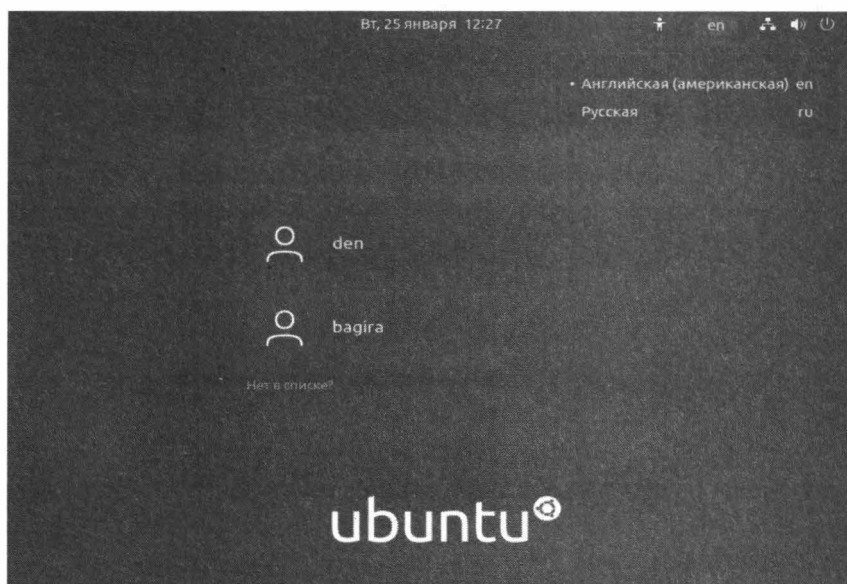 Вт, 25 января 12:27
en
• Английская (американская) en
Русская ru
den
bagira
Нет в списке?
ubuntu